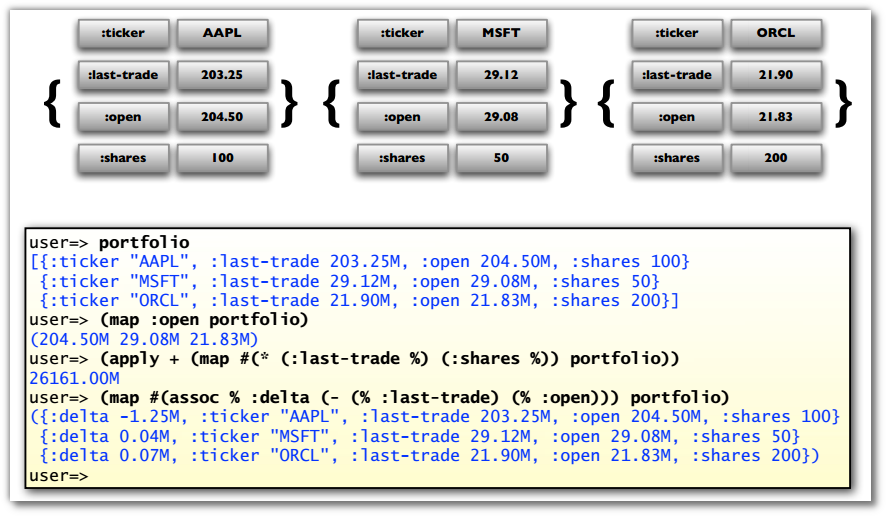 :ticker AAPL :ticker MSFT :ticker ORCL
:last-trade 203.25 :last-trade 29.12 :last-trade 21.90
{ } { } { }
:open 204.50 :open 29.08 :open 21.83
:shares 100 :shares 50 :shares 200
user=> portfolio
[{:ticker "AAPL", :last-trade 203.25M, :open 204.50M, :shares 100}
 {:ticker "MSFT", :last-trade 29.12M, :open 29.08M, :shares 50}
 {:ticker "ORCL", :last-trade 21.90M, :open 21.83M, :shares 200}]
user=> (map :open portfolio)
(204.50M 29.08M 21.83M)
user=> (apply + (map #(* (:last-trade %) (:shares %)) portfolio))
26161.00M
user=> (map #(assoc % :delta (- (% :last-trade) (% :open))) portfolio)
({:delta -1.25M, :ticker "AAPL", :last-trade 203.25M, :open 204.50M, :shares 100}
 {:delta 0.04M, :ticker "MSFT", :last-trade 29.12M, :open 29.08M, :shares 50}
 {:delta 0.07M, :ticker "ORCL", :last-trade 21.90M, :open 21.83M, :shares 200})
user=>